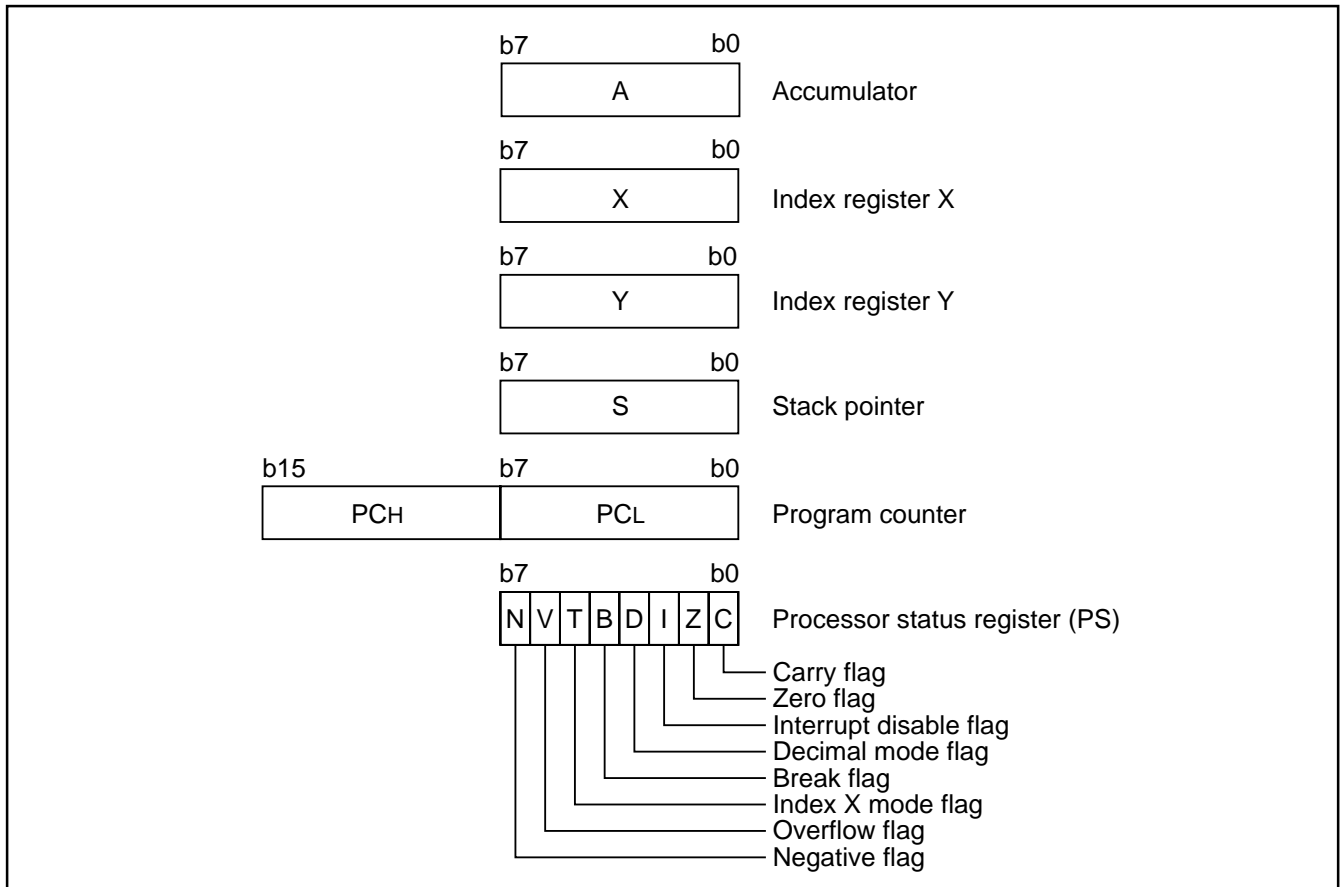 b7 b0
A Accumulator
b7 b0
X Index register X
b7 b0
Y Index register Y
b7 b0
S Stack pointer
b15 b7 b0
PCH PCL Program counter
b7 b0
N V T B D I Z C Processor status register (PS)
Carry flag
Zero flag
Interrupt disable flag
Decimal mode flag
Break flag
Index X mode flag
Overflow flag
Negative flag